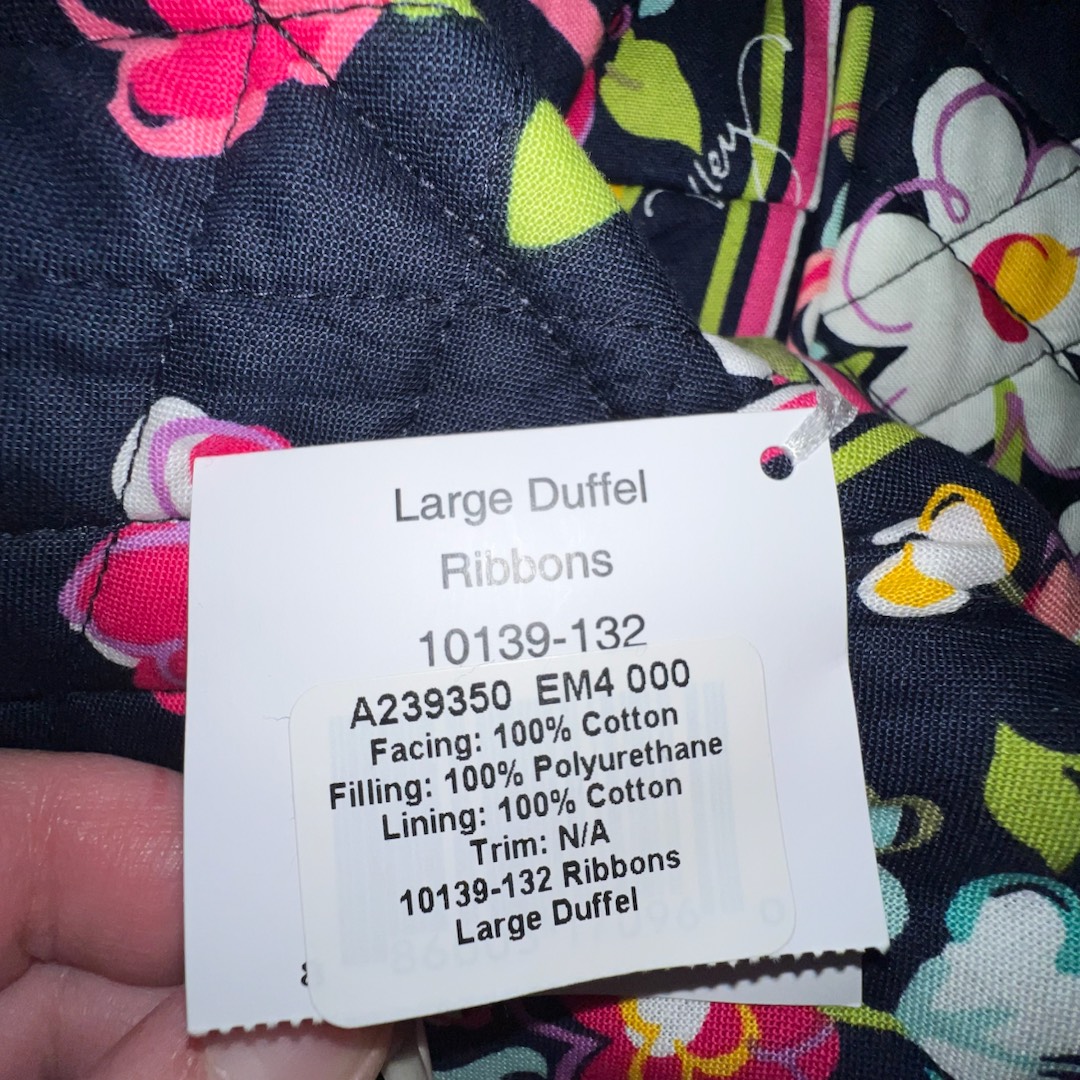 Large Duffel
Ribbons
10139-132
A239350 EM4 000
Facing: 100% Cotton
Filling: 100% Polyurethane
Lining: 100% Cotton
Trim: N/A
10139-132 Ribbons
Large Duffel